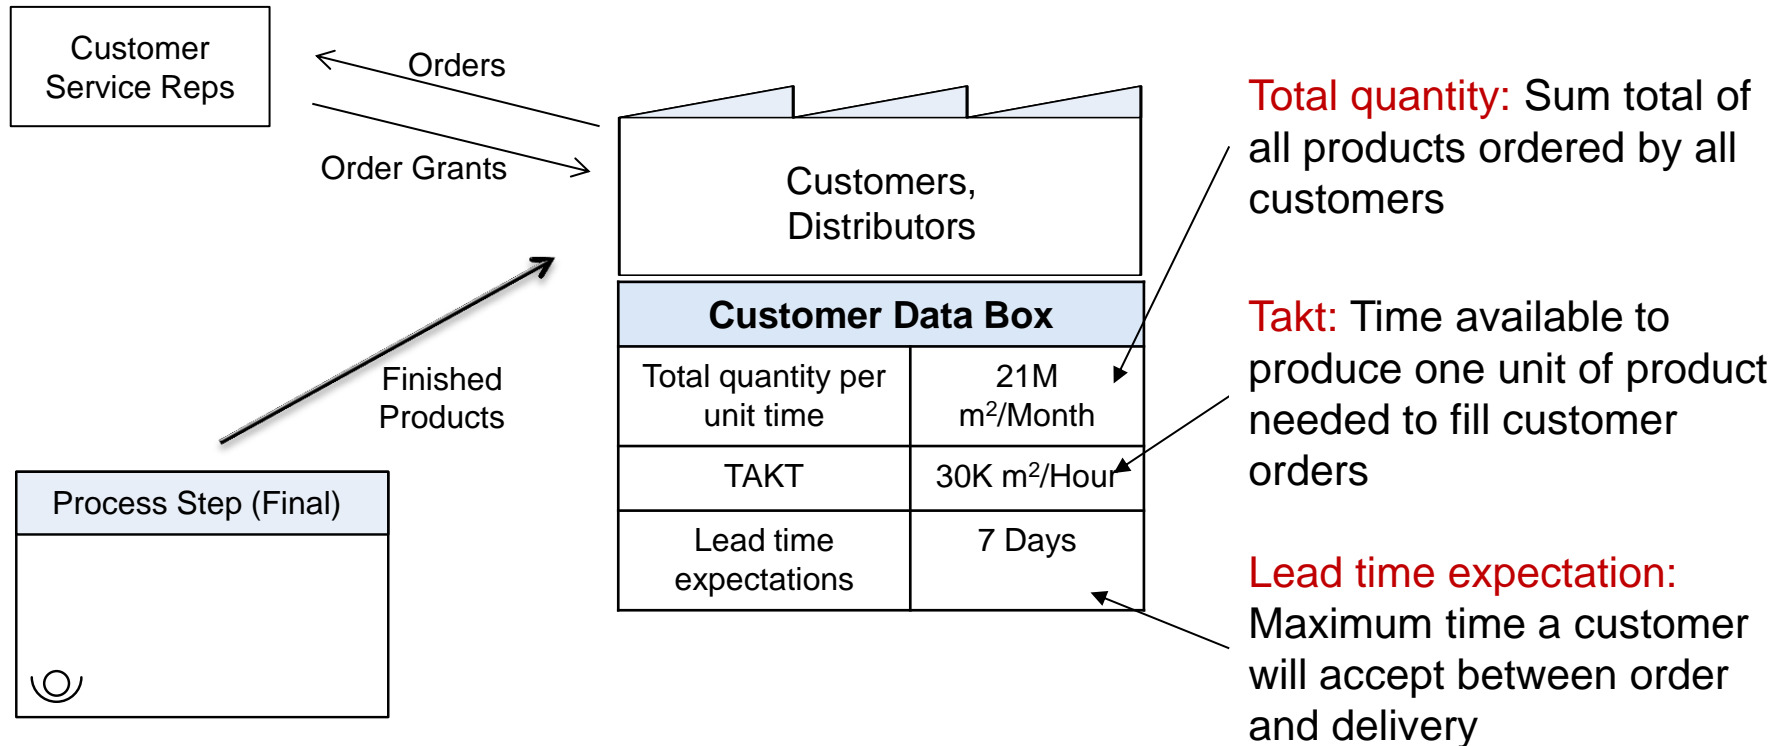 Customer
Service Reps
Orders
Order Grants
Customers,
Distributors
Finished
Products
Process Step (Final)
Customer Data Box
Total quantity per
unit time
21M
m²/Month
TAKT
30K m²/Hour
Lead time
expectations
7 Days
Total quantity: Sum total of
all products ordered by all
customers
Takt: Time available to
produce one unit of product
needed to fill customer
orders
Lead time expectation:
Maximum time a customer
will accept between order
and delivery